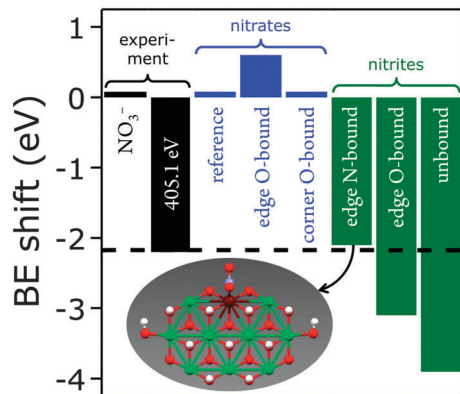 nitrates
experi-
ment
nitrites
BE shift (eV)
0
-1
-2
-3
-4
NO₃⁻
405.1 eV
reference
edge O-bound
corner O-bound
edge N-bound
edge O-bound
unbound